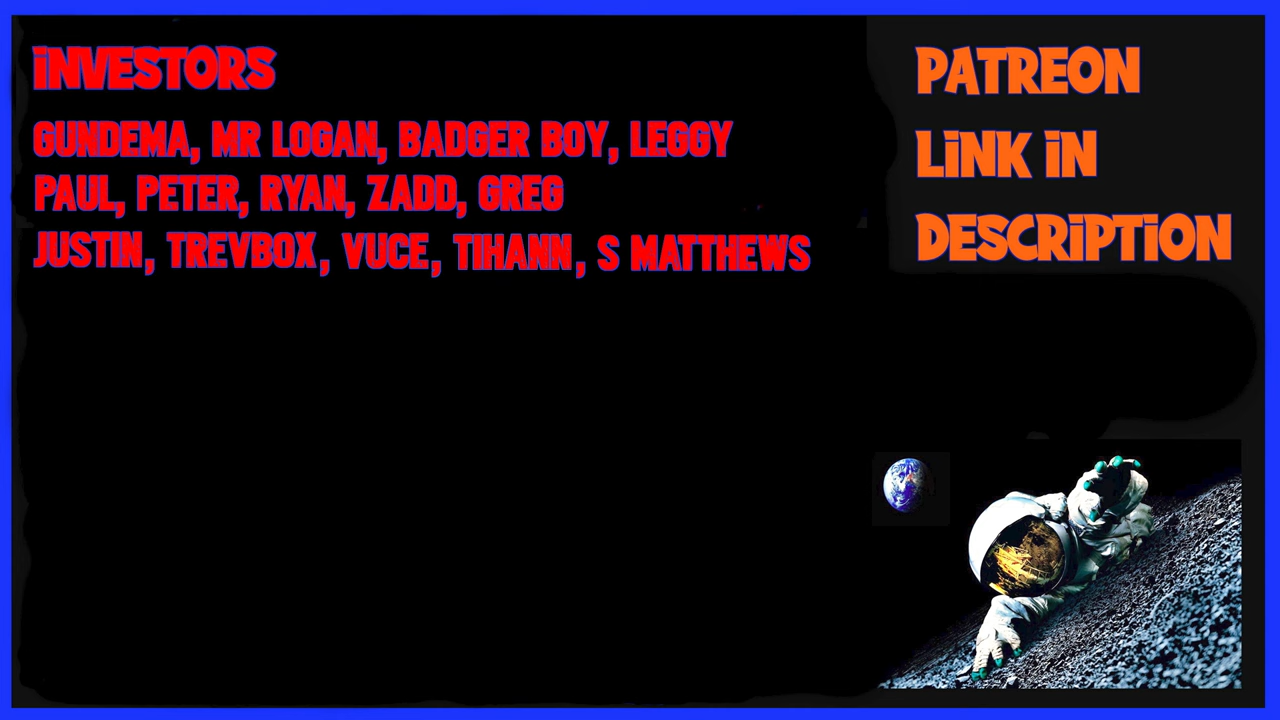 iNVESTORS
GUNDEMA, MR LOGAN, BADGER BOY, LEGGY
PAUL, PETER, RYAN, ZADD, GREG
JUSTIN, TREVBOX, VUCE, TIHANN, S MATTHEWS
PATREON
LiNK iN
DESCRiPTiON